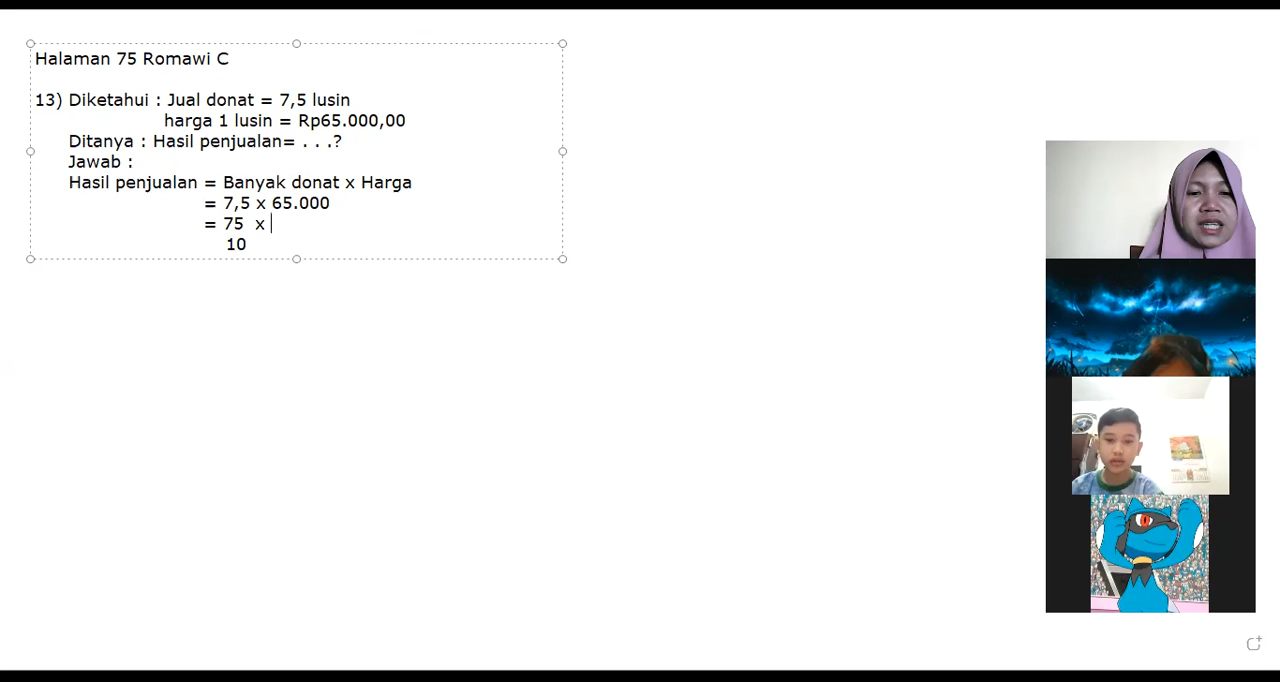 Halaman 75 Romawi C
13) Diketahui : Jual donat = 7,5 lusin
harga 1 lusin = Rp65.000,00
Ditanya : Hasil penjualan= . . .?
Jawab :
Hasil penjualan = Banyak donat x Harga
= 7,5 x 65.000
= 75 x
10